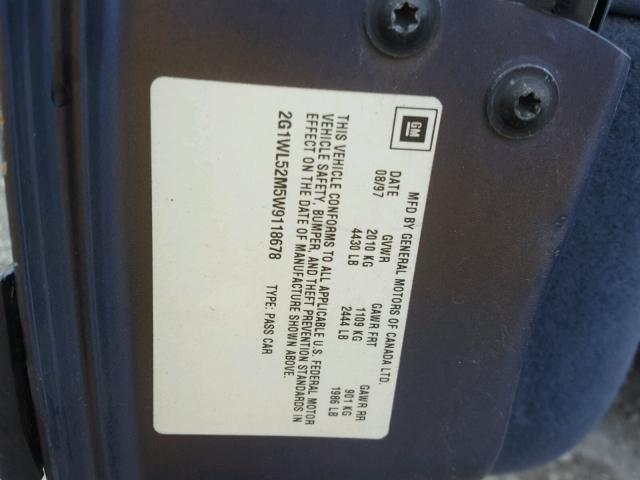 GM
MFD BY GENERAL MOTORS OF CANADA LTD.
DATE GVWR GAWR FRT GAWR RR
08/97 2010 KG 1109 KG 901 KG
4430 LB 2444 LB 1986 LB
THIS VEHICLE CONFORMS TO ALL APPLICABLE U.S. FEDERAL MOTOR
VEHICLE SAFETY, BUMPER, AND THEFT PREVENTION STANDARDS IN
EFFECT ON THE DATE OF MANUFACTURE SHOWN ABOVE.
2G1WL52M5W9118678 TYPE: PASS CAR